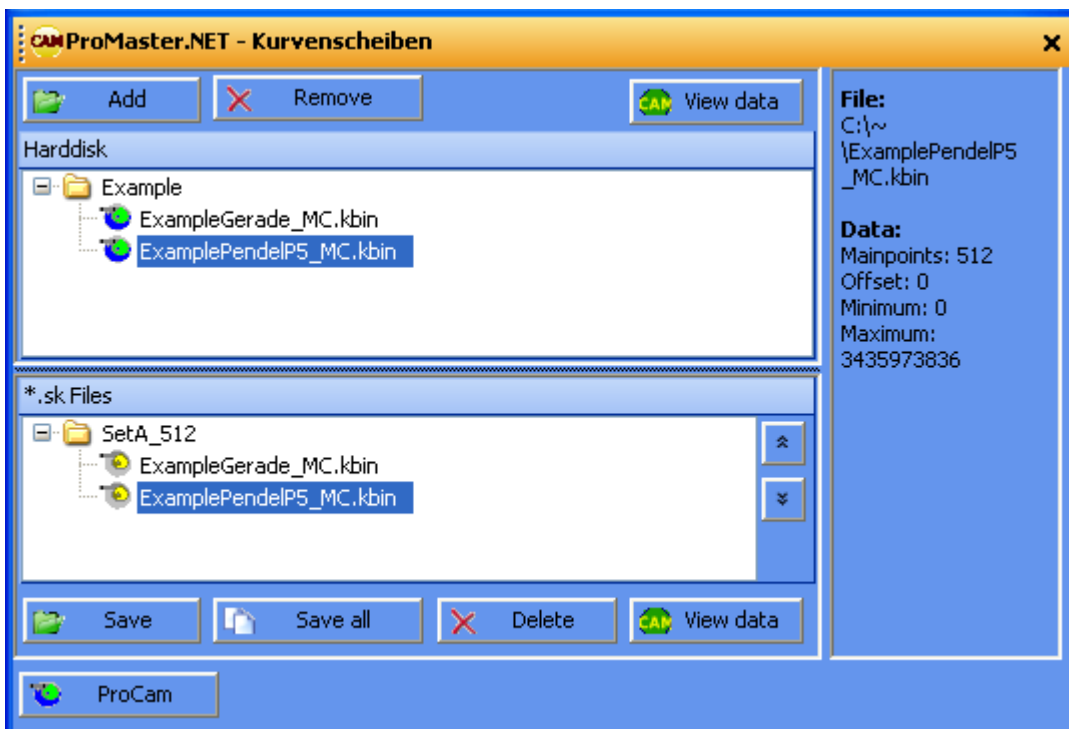 CAM ProMaster.NET - Kurvenscheiben
Add
Remove
CAM View data
Harddisk
Example
ExampleGerade_MC.kbin
ExamplePendelP5_MC.kbin
*.sk Files
SetA_512
ExampleGerade_MC.kbin
ExamplePendelP5_MC.kbin
Save
Save all
Delete
CAM View data
ProCam
File:
C:\~
\ExamplePendelP5
_MC.kbin
Data:
Mainpoints: 512
Offset: 0
Minimum: 0
Maximum:
3435973836